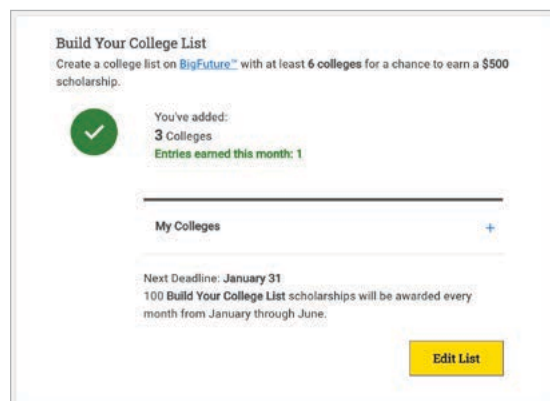 Build Your College List
Create a college list on BigFuture™ with at least 6 colleges for a chance to earn a $500
scholarship.
You've added:
3 Colleges
Entries earned this month: 1
My Colleges +
Next Deadline: January 31
100 Build Your College List scholarships will be awarded every
month from January through June.
Edit List